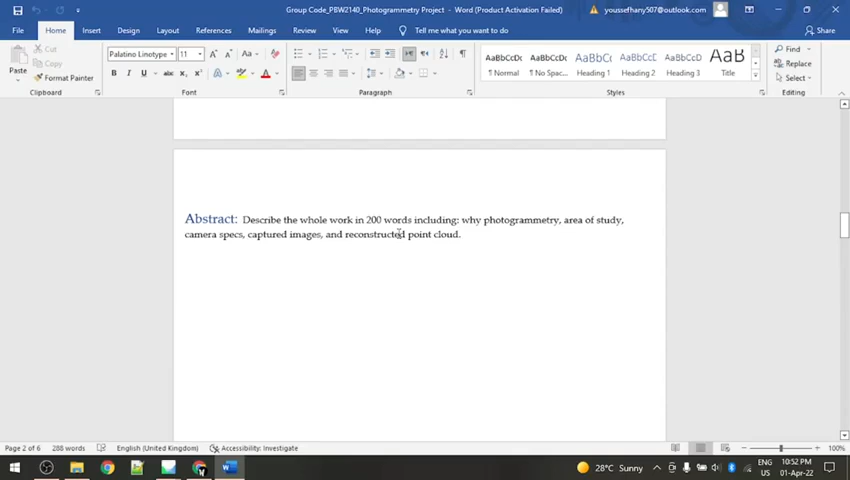 Group Code_PBW2140_Photogrammetry Project - Word (Product Activation Failed)
youssefhany507@outlook.com
File Home Insert Design Layout References Mailings Review View Help Tell me what you want to do Share
Paste
Cut
Copy
Format Painter
Clipboard
Palatino Linotype 11
Font
Paragraph
AaBbCcDc AaBbCcDc AaBbC AaBbCcD AaBbCcD AaB
¶ Normal ¶ No Spac... Heading 1 Heading 2 Heading 3 Title
Styles
Find
Replace
Select
Editing
Abstract: Describe the whole work in 200 words including: why photogrammetry, area of study,
camera specs, captured images, and reconstructed point cloud.
Page 2 of 6 288 words English (United Kingdom) Accessibility: Investigate 100%
28°C Sunny
ENG
US
10:52 PM
01-Apr-22